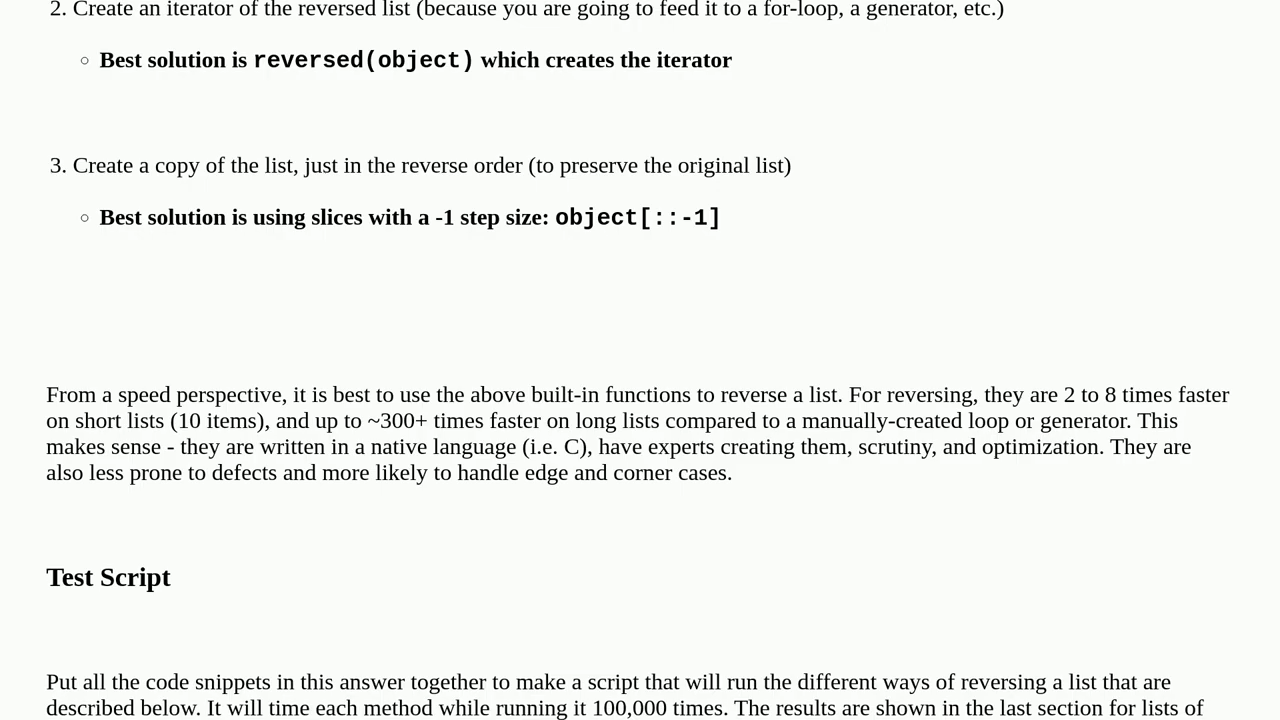 2. Create an iterator of the reversed list (because you are going to feed it to a for-loop, a generator, etc.)
◦ Best solution is reversed(object) which creates the iterator
3. Create a copy of the list, just in the reverse order (to preserve the original list)
◦ Best solution is using slices with a -1 step size: object[::-1]
From a speed perspective, it is best to use the above built-in functions to reverse a list. For reversing, they are 2 to 8 times faster
on short lists (10 items), and up to ~300+ times faster on long lists compared to a manually-created loop or generator. This
makes sense - they are written in a native language (i.e. C), have experts creating them, scrutiny, and optimization. They are
also less prone to defects and more likely to handle edge and corner cases.
Test Script
Put all the code snippets in this answer together to make a script that will run the different ways of reversing a list that are
described below. It will time each method while running it 100,000 times. The results are shown in the last section for lists of